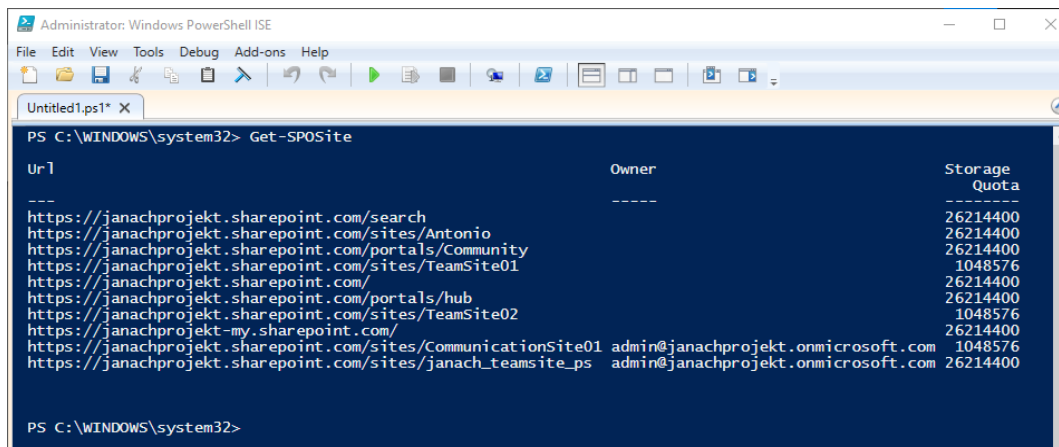 Administrator: Windows PowerShell ISE
File Edit View Tools Debug Add-ons Help
Untitled1.ps1* X
PS C:\WINDOWS\system32> Get-SPOSite
Url Owner Storage
Quota
--- ----- --------
https://janachprojekt.sharepoint.com/search 26214400
https://janachprojekt.sharepoint.com/sites/Antonio 26214400
https://janachprojekt.sharepoint.com/portals/Community 26214400
https://janachprojekt.sharepoint.com/sites/TeamSite01 1048576
https://janachprojekt.sharepoint.com/ 26214400
https://janachprojekt.sharepoint.com/portals/hub 26214400
https://janachprojekt.sharepoint.com/sites/TeamSite02 1048576
https://janachprojekt-my.sharepoint.com/ 26214400
https://janachprojekt.sharepoint.com/sites/CommunicationSite01 admin@janachprojekt.onmicrosoft.com 1048576
https://janachprojekt.sharepoint.com/sites/janach_teamsite_ps admin@janachprojekt.onmicrosoft.com 26214400
PS C:\WINDOWS\system32>